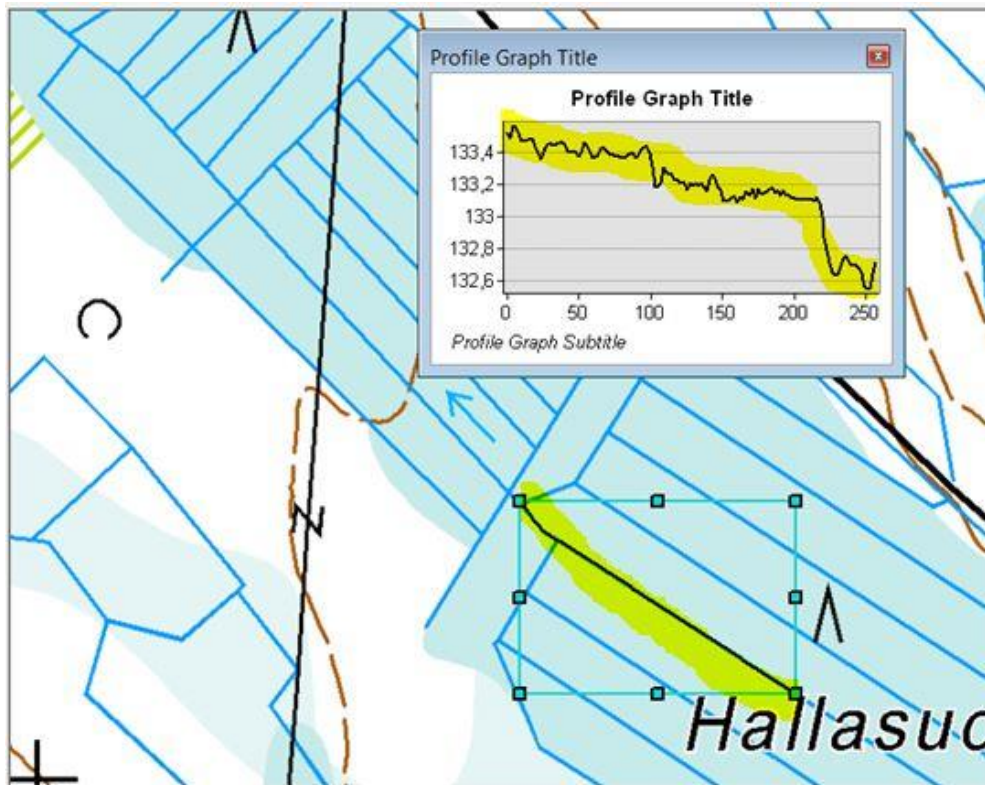 Profile Graph Title
Profile Graph Title
133,4
133,2
133
132,8
132,6
0 50 100 150 200 250
Profile Graph Subtitle
Hallasuo